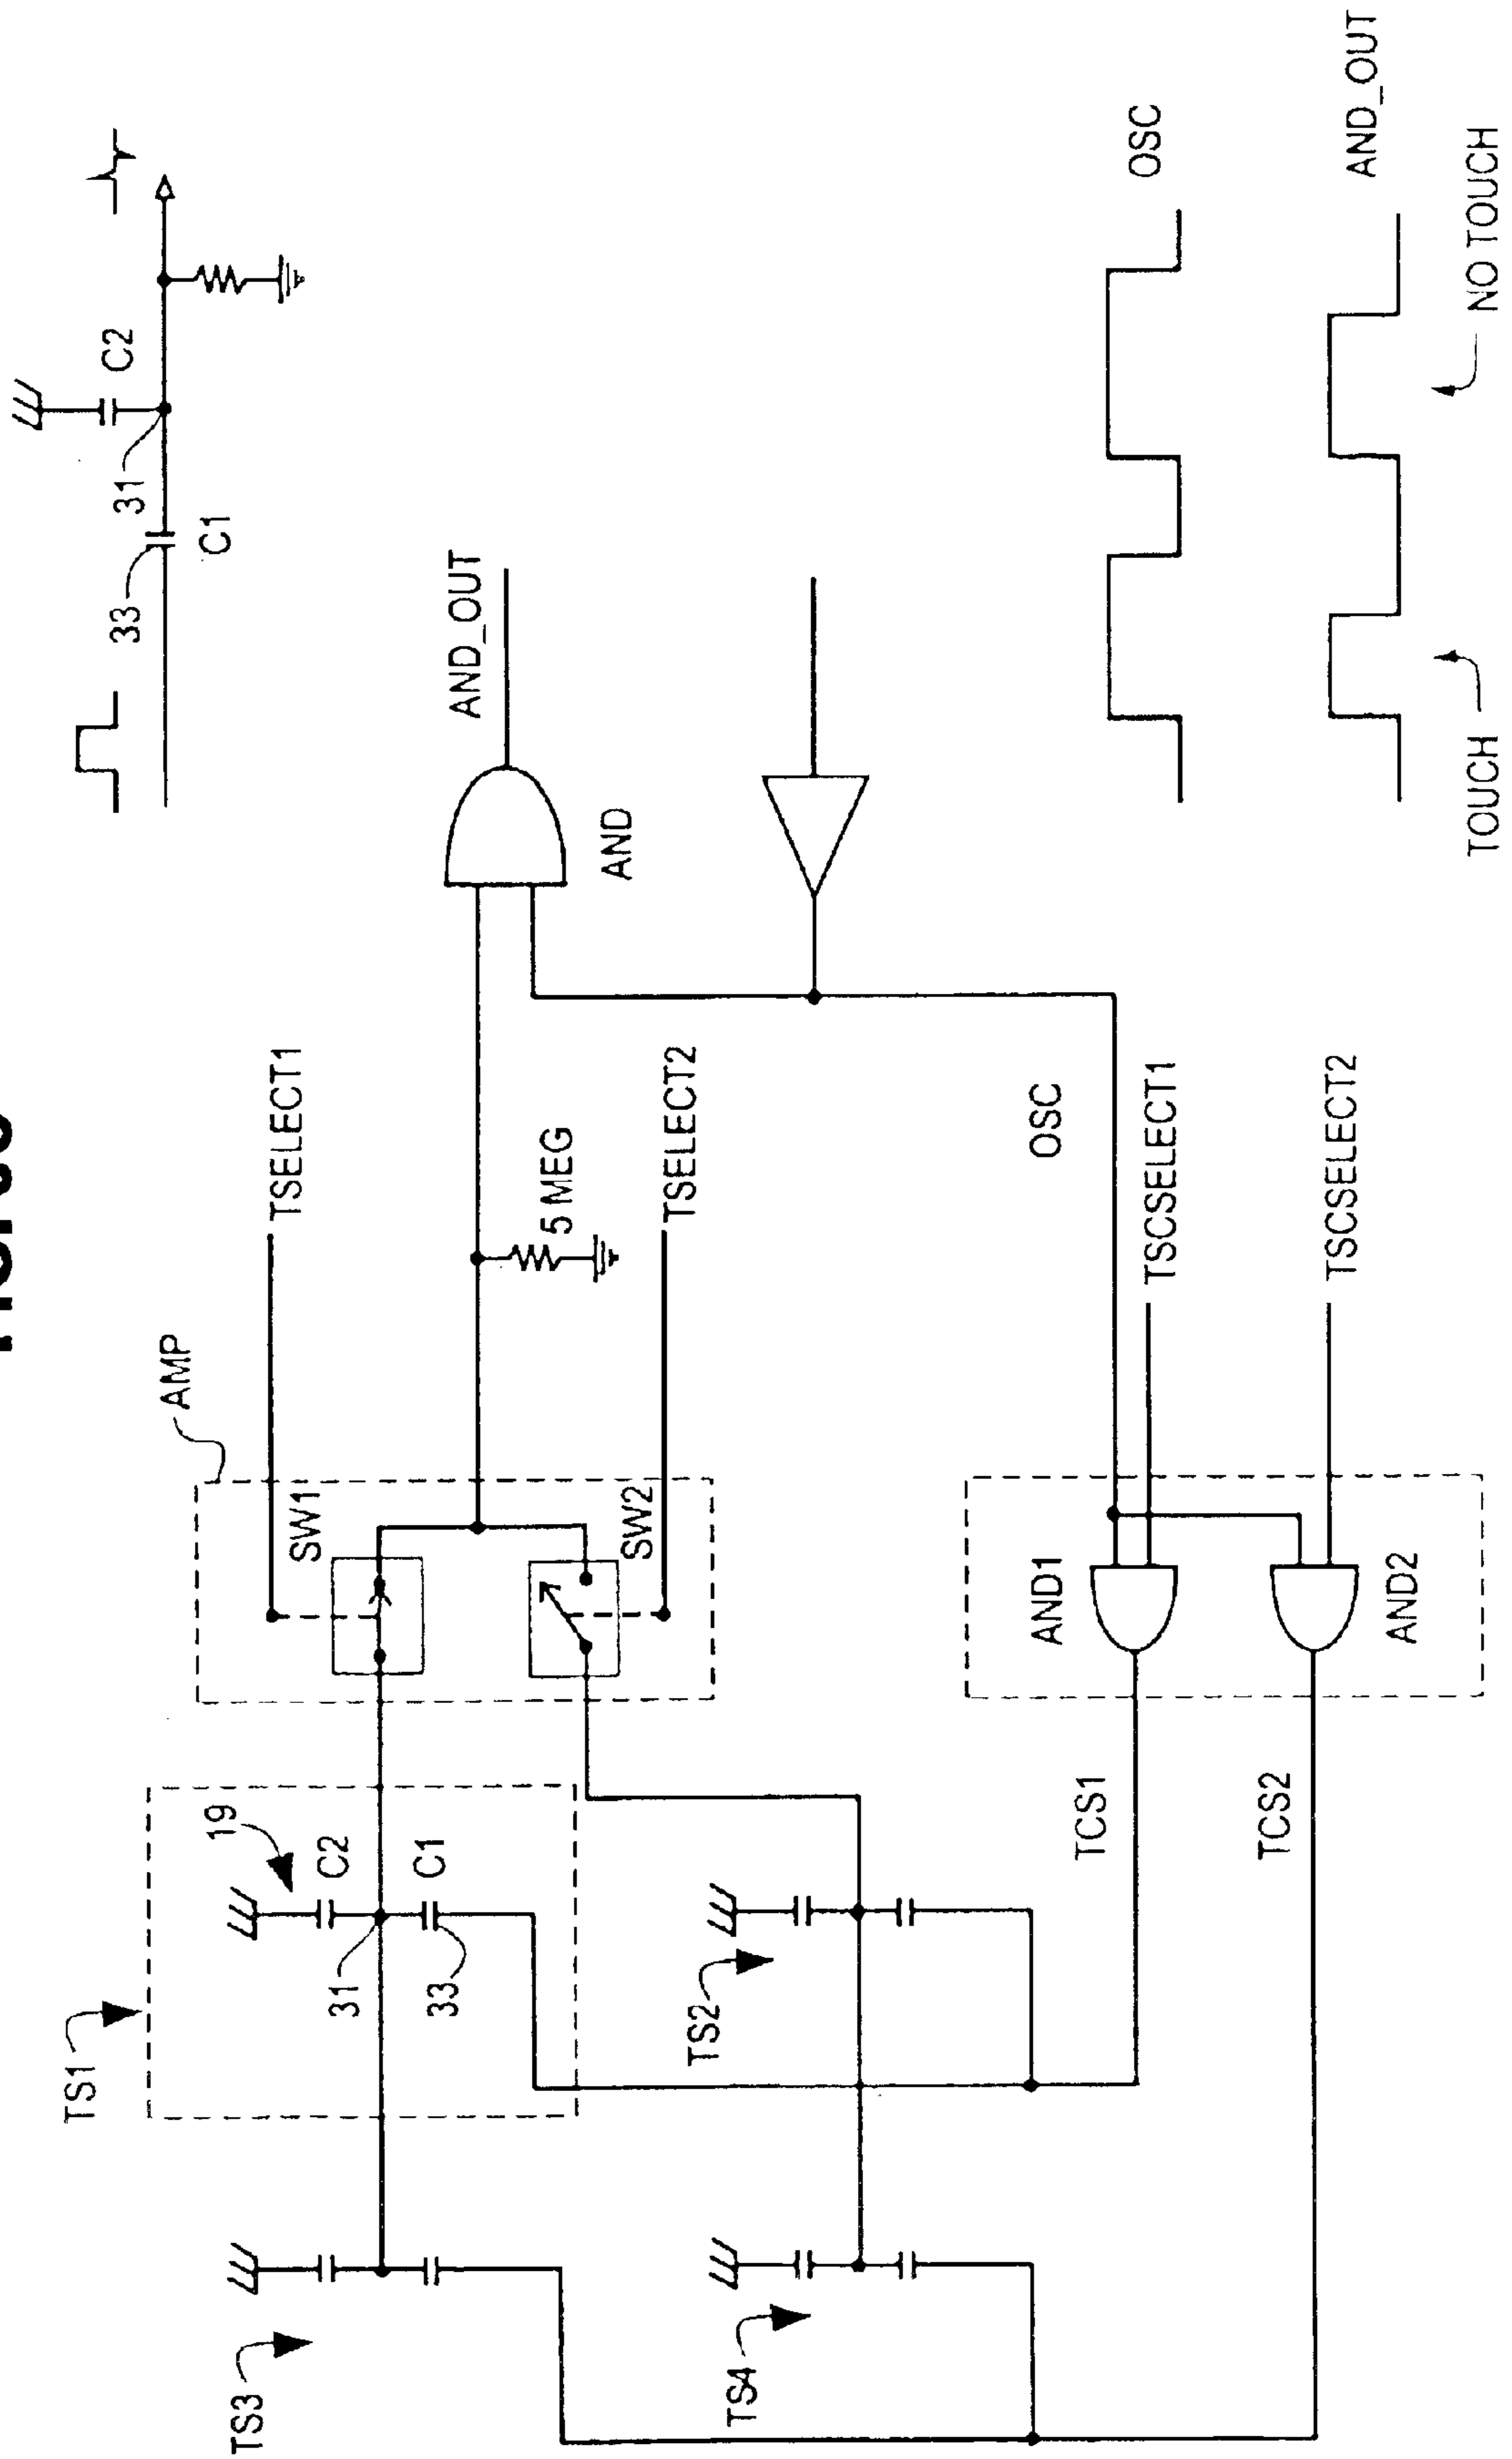 C2
31
33
C1
TSELECT1
AND_OUT
AND
AMP
SW1
5 MEG
SW2
TSELECT2
TS1
19
C2
C1
31
33
TS3
TS2
TS4
OSC
TSCSELECT1
TSCSELECT2
AND1
AND2
TCS1
TCS2
OSC
AND_OUT
TOUCH
NO TOUCH